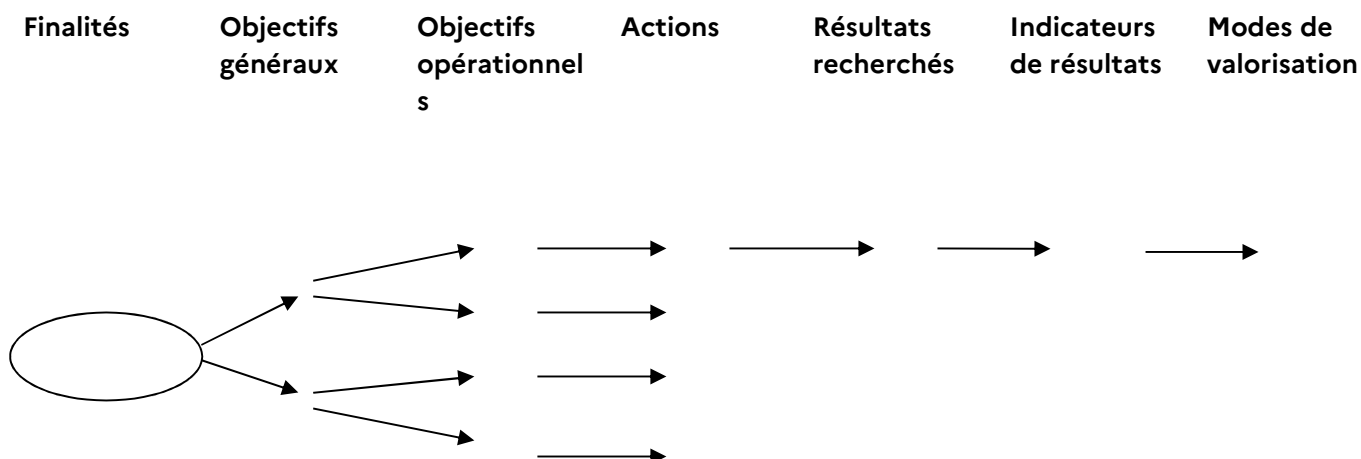 Finalités
Objectifs
généraux
Objectifs
opérationnel
s
Actions
Résultats
recherchés
Indicateurs
de résultats
Modes de
valorisation